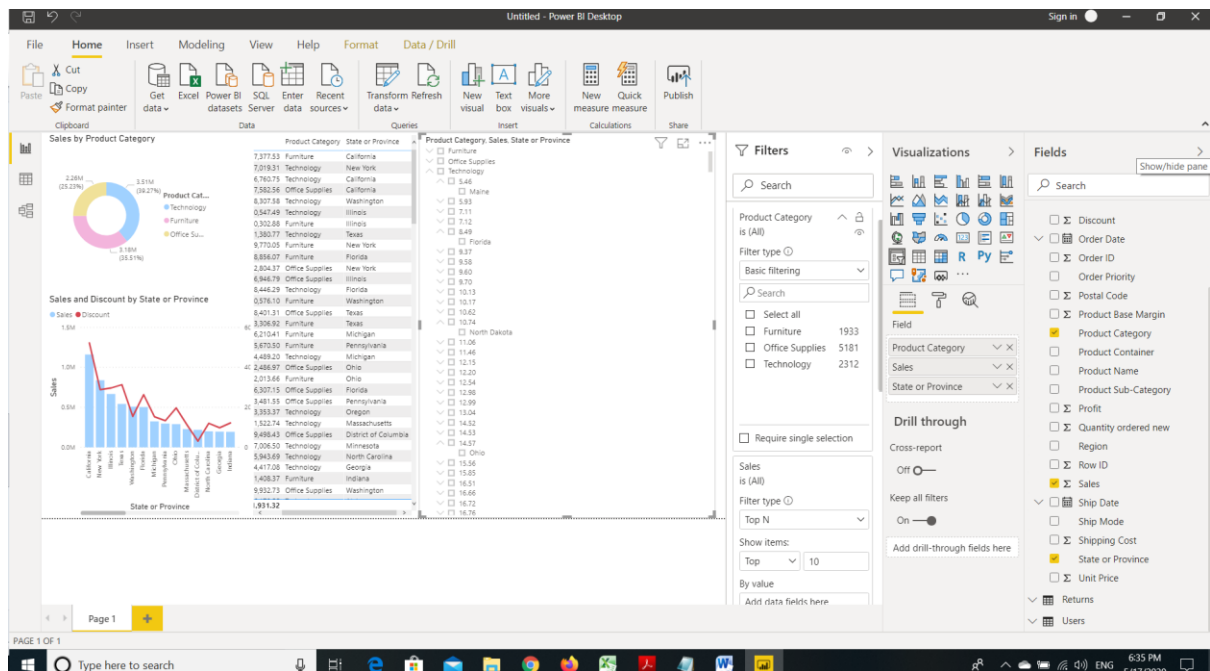 Untitled - Power BI Desktop
Sign in
File Home Insert Modeling View Help Format Data / Drill
Paste
Cut
Copy
Format painter
Clipboard
Get data
Excel
Power BI datasets
SQL Server
Enter data
Recent sources
Data
Transform data
Refresh
Queries
New visual
Text box
More visuals
Insert
New measure
Quick measure
Calculations
Publish
Share
Sales by Product Category
2.28M
(25.23%)
3.51M
(39.27%)
3.18M
(35.51%)
Product Cat...
Technology
Furniture
Office Su...
Sales and Discount by State or Province
Sales Discount
1.5M
1.0M
0.5M
0.0M
Sales
California
New York
Illinois
Texas
Washington
Florida
Michigan
Pennsylvania
Ohio
Massachusetts
District of Colu...
North Carolina
Georgia
Indiana
State or Province
Product Category State or Province
7,377.53 Furniture California
7,019.31 Technology New York
6,760.75 Technology California
7,582.56 Office Supplies California
8,307.58 Technology Washington
0,547.49 Technology Illinois
0,302.88 Furniture Illinois
1,380.77 Technology Texas
9,770.05 Furniture New York
8,856.07 Furniture Florida
2,804.37 Office Supplies New York
6,946.79 Office Supplies Illinois
8,446.29 Technology Florida
0,576.10 Furniture Washington
8,401.31 Office Supplies Texas
3,306.92 Furniture Texas
6,210.41 Furniture Michigan
5,670.50 Furniture Pennsylvania
4,489.20 Technology Michigan
2,486.97 Office Supplies Ohio
2,013.66 Furniture Ohio
6,307.15 Office Supplies Florida
3,481.55 Office Supplies Pennsylvania
3,353.37 Technology Oregon
1,522.74 Technology Massachusetts
9,498.43 Office Supplies District of Columbia
7,006.50 Technology Minnesota
5,943.69 Technology North Carolina
4,417.08 Technology Georgia
1,408.37 Furniture Indiana
9,932.73 Office Supplies Washington
,931.32
Product Category, Sales, State or Province
Furniture
Office Supplies
Technology
5.46
Maine
5.93
7.11
7.12
8.49
Florida
9.37
9.58
9.60
9.70
10.13
10.17
10.62
10.74
North Dakota
11.06
11.46
12.15
12.20
12.54
12.98
12.99
13.04
14.52
14.53
14.57
Ohio
15.56
15.85
16.51
16.66
16.72
16.76
Filters
Search
Product Category
is (All)
Filter type
Basic filtering
Search
Select all
Furniture 1933
Office Supplies 5181
Technology 2312
Require single selection
Sales
is (All)
Filter type
Top N
Show items:
Top 10
By value
Add data fields here
Visualizations
R Py
Field
Product Category
Sales
State or Province
Drill through
Cross-report
Off
Keep all filters
On
Add drill-through fields here
Fields
Show/hide pane
Search
Discount
Order Date
Order ID
Order Priority
Postal Code
Product Base Margin
Product Category
Product Container
Product Name
Product Sub-Category
Profit
Quantity ordered new
Region
Row ID
Sales
Ship Date
Ship Mode
Shipping Cost
State or Province
Unit Price
Returns
Users
Page 1
PAGE 1 OF 1
Type here to search
ENG
6:35 PM